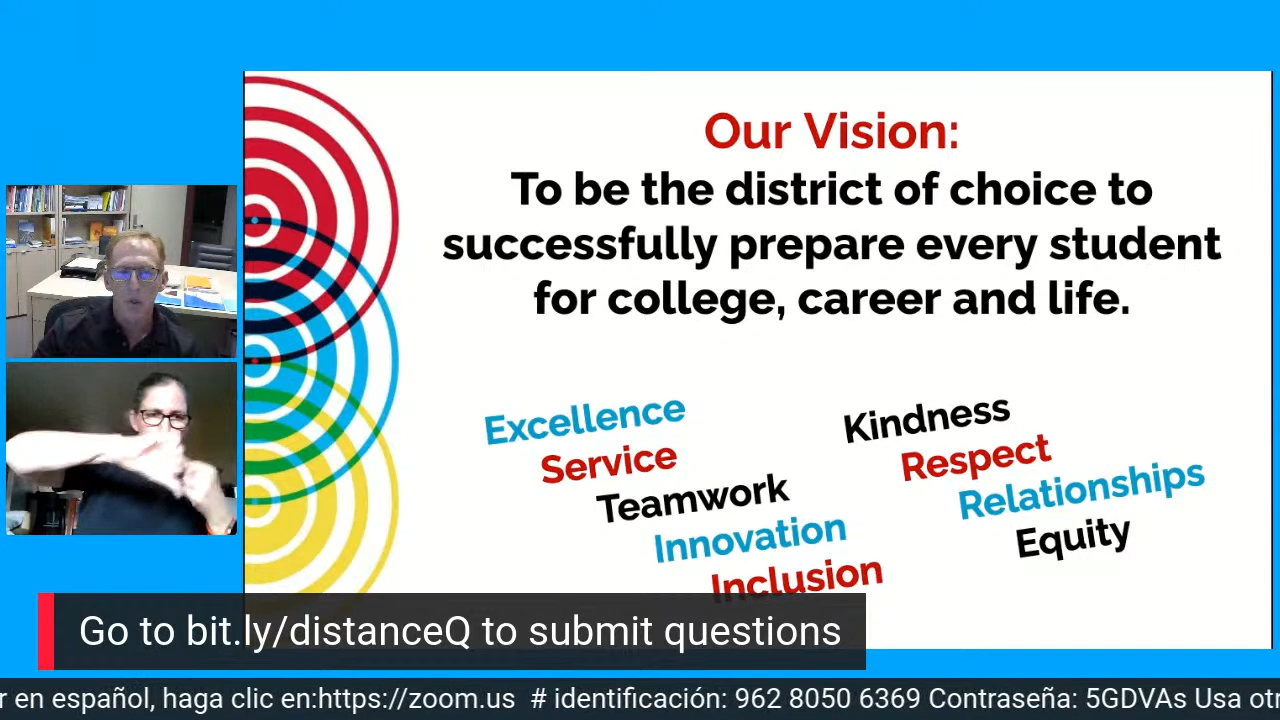 Our Vision:
To be the district of choice to
successfully prepare every student
for college, career and life.
Excellence
Service
Teamwork
Innovation
Inclusion
Kindness
Respect
Relationships
Equity
Go to bit.ly/distanceQ to submit questions
en español, haga clic en:https://zoom.us # identificación: 962 8050 6369 Contraseña: 5GDVAs Usa